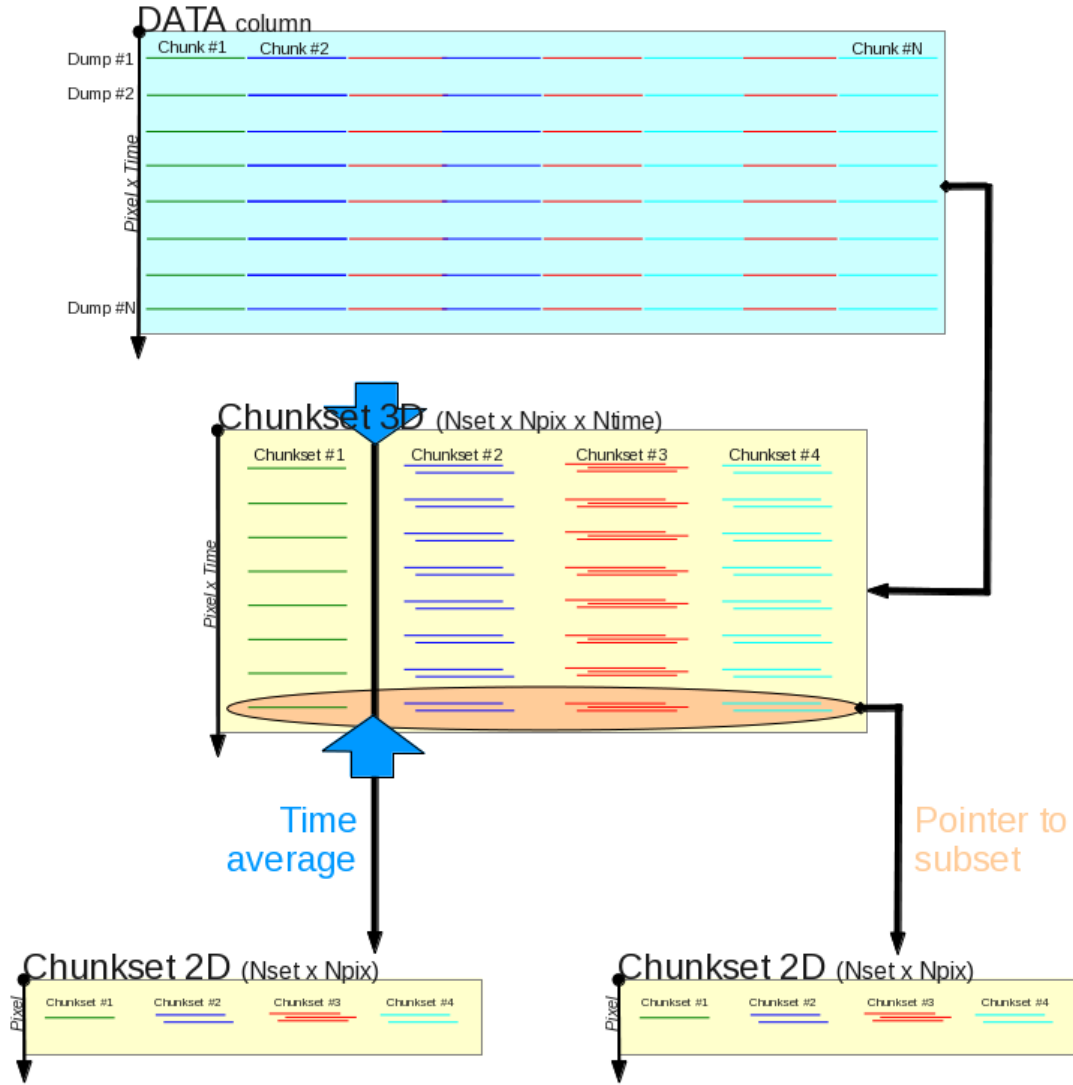 DATA column
Chunk #1 Chunk #2 Chunk #N
Dump #1
Dump #2
Pixel x Time
Dump #N
Chunkset 3D (Nset x Npix x Ntime)
Chunkset #1 Chunkset #2 Chunkset #3 Chunkset #4
Pixel x Time
Time
average
Pointer to
subset
Chunkset 2D (Nset x Npix)
Chunkset #1 Chunkset #2 Chunkset #3 Chunkset #4
Pixel
Chunkset 2D (Nset x Npix)
Chunkset #1 Chunkset #2 Chunkset #3 Chunkset #4
Pixel